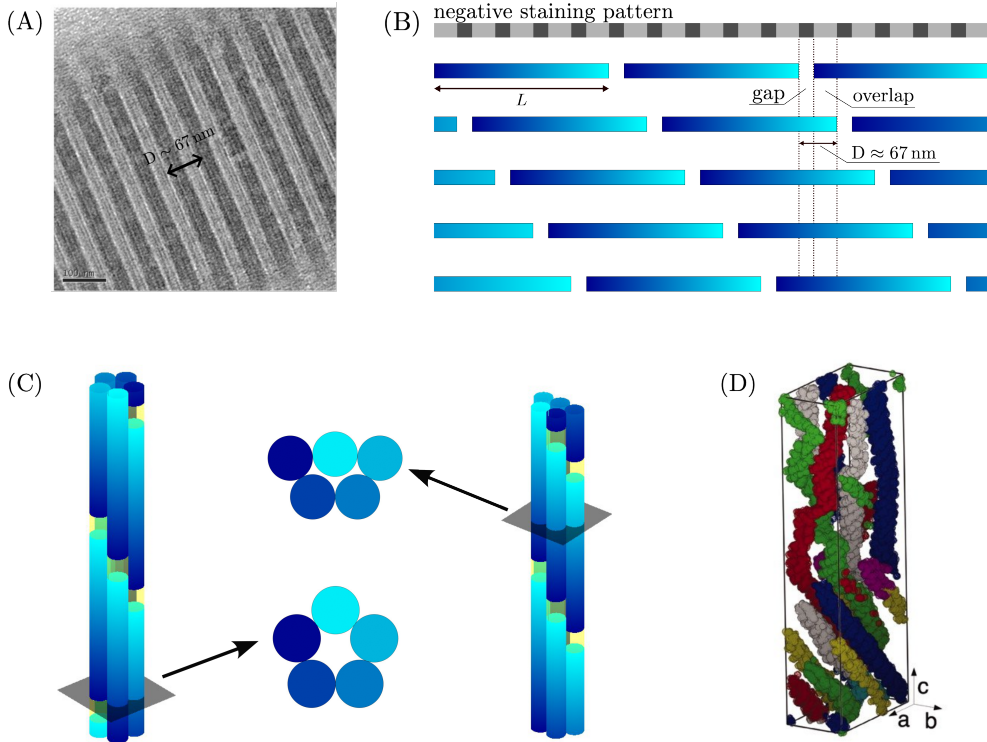 (A)
D ~ 67 nm
100 nm
(B)
negative staining pattern
L
gap
overlap
D ≈ 67 nm
(C)
(D)
c
a
b